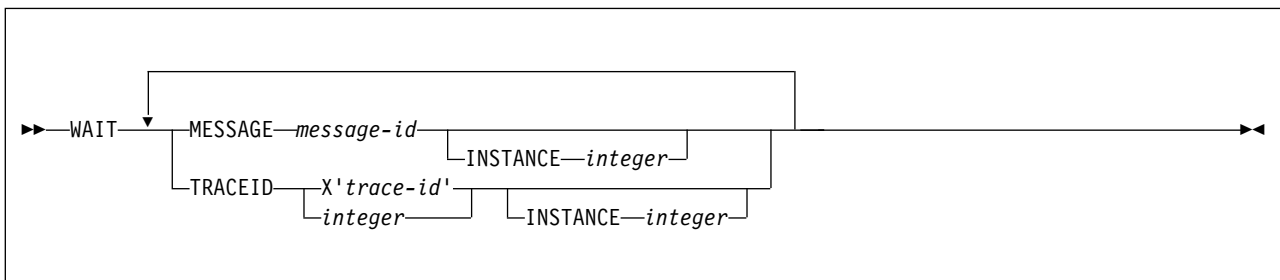 WAIT MESSAGE message-id
INSTANCE integer
TRACEID X'trace-id'
integer INSTANCE integer